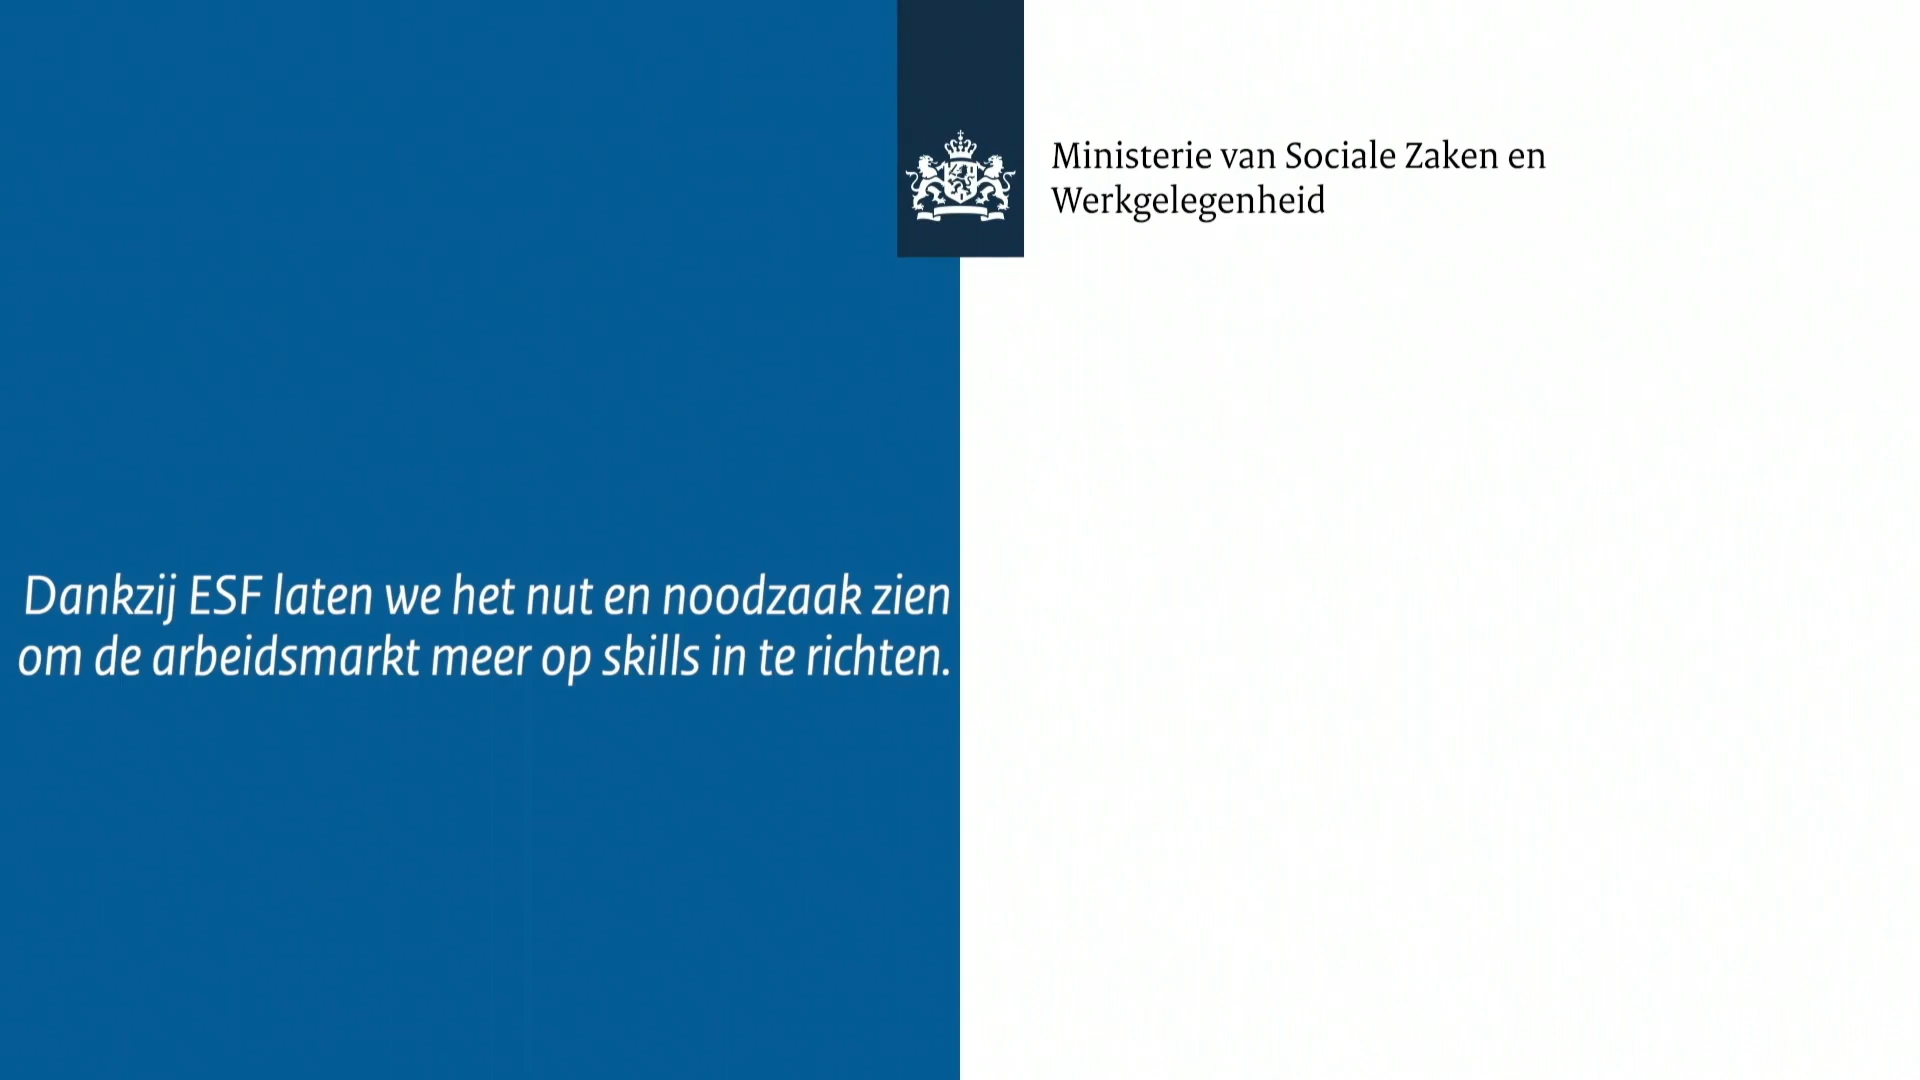 Ministerie van Sociale Zaken en
Werkgelegenheid
Dankzij ESF laten we het nut en noodzaak zien
om de arbeidsmarkt meer op skills in te richten.